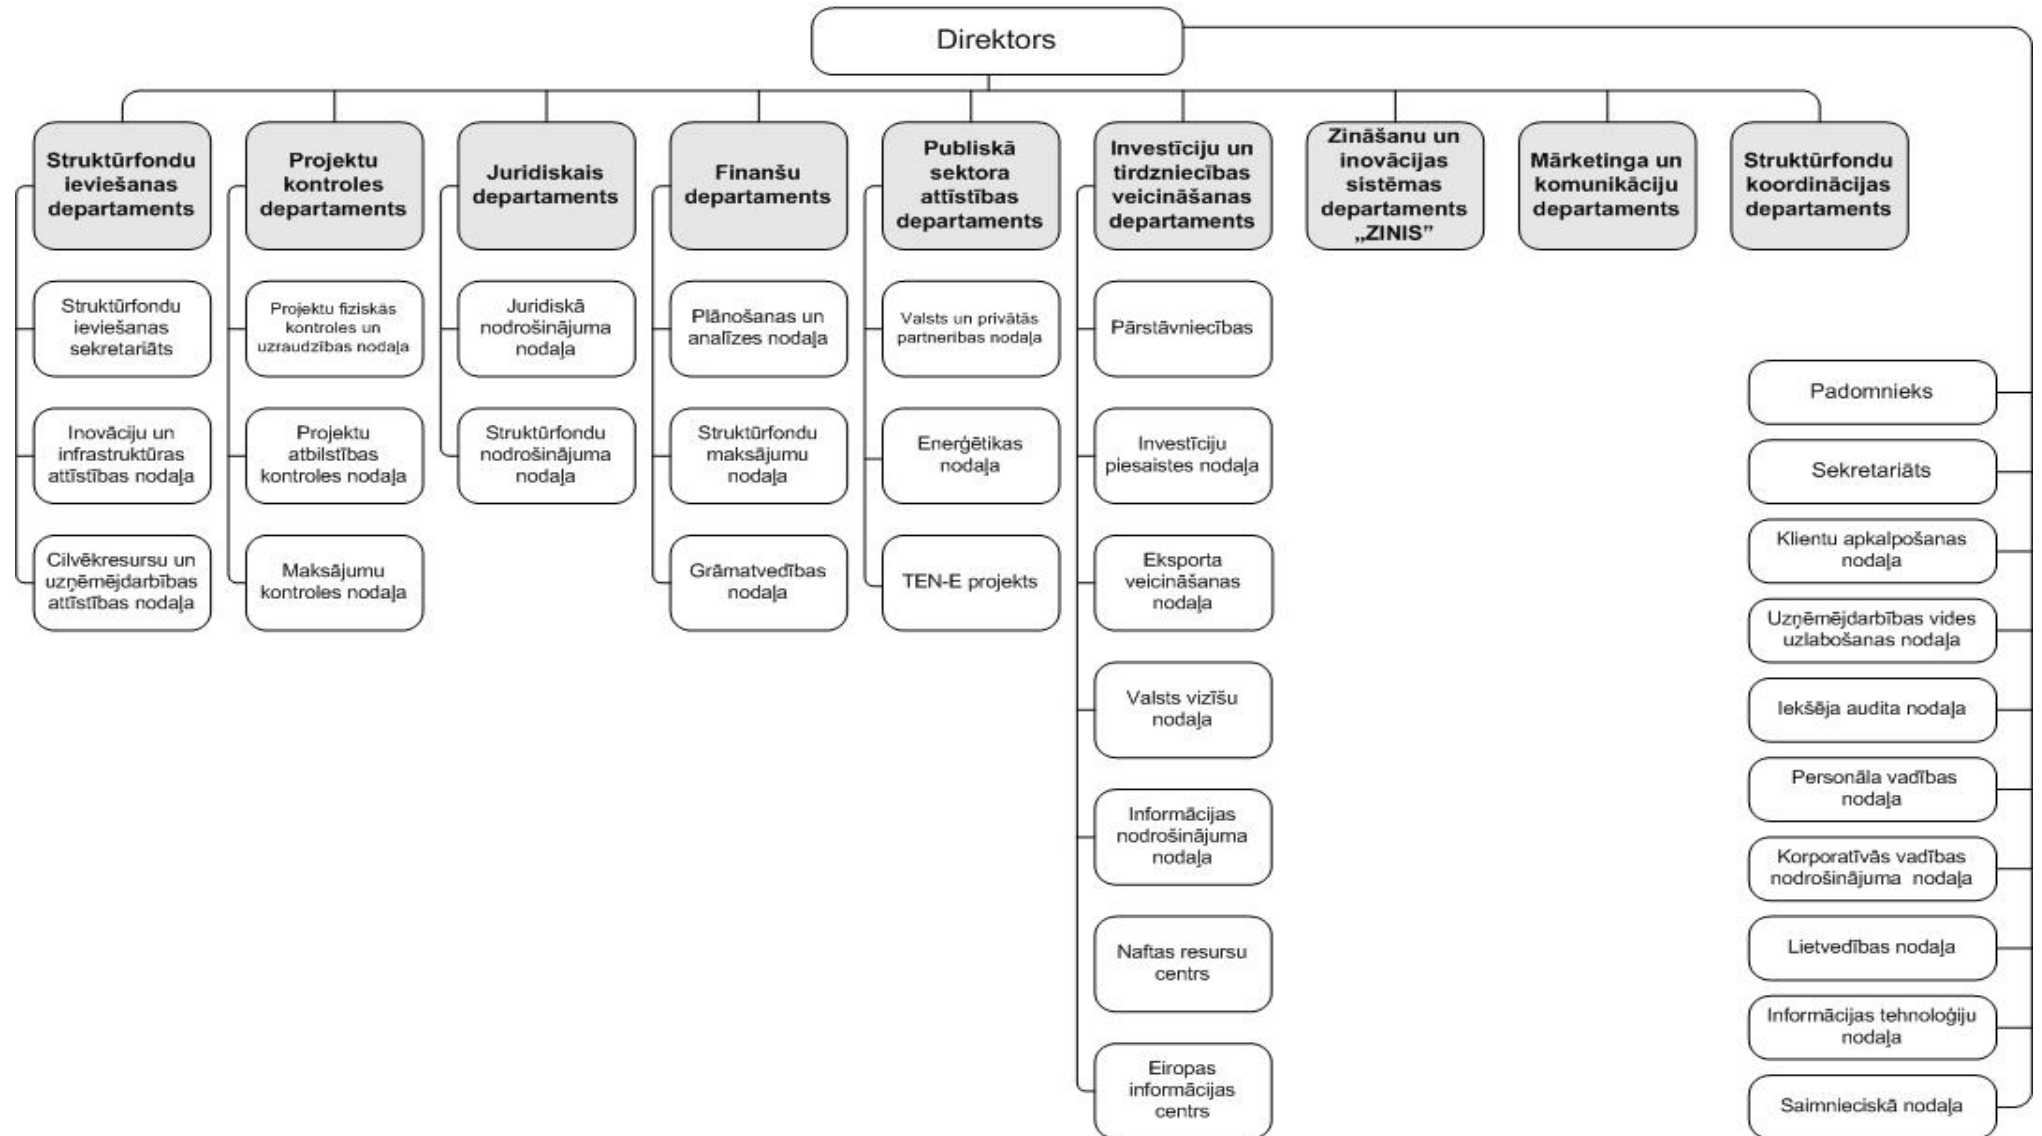 Direktors
Struktūrfondu
ieviešanas
departaments
Projektu
kontroles
departaments
Juridiskais
departaments
Finanšu
departaments
Publiskā
sektora
attīstības
departaments
Investīciju un
tirdzniecības
veicināšanas
departaments
Zināšanu un
inovācijas
sistēmas
departaments
„ZINIS”
Mārketinga un
komunikāciju
departaments
Struktūrfondu
koordinācijas
departaments
Struktūrfondu
ieviešanas
sekretariāts
Inovāciju un
infrastruktūras
attīstības nodaļa
Cilvēkresursu un
uzņēmējdarbības
attīstības nodaļa
Projektu fiziskās
kontroles un
uzraudzības nodaļa
Projektu
atbilstības
kontroles nodaļa
Maksājumu
kontroles nodaļa
Juridiskā
nodrošinājuma
nodaļa
Struktūrfondu
nodrošinājuma
nodaļa
Plānošanas un
analīzes nodaļa
Struktūrfondu
maksājumu
nodaļa
Grāmatvedības
nodaļa
Valsts un privātās
partnerības nodaļa
Enerģētikas
nodaļa
TEN-E projekts
Pārstāvniecības
Investīciju
piesaistes nodaļa
Eksporta
veicināšanas
nodaļa
Valsts vizīšu
nodaļa
Informācijas
nodrošinājuma
nodaļa
Naftas resursu
centrs
Eiropas
informācijas
centrs
Padomnieks
Sekretariāts
Klientu apkalpošanas
nodaļa
Uzņēmējdarbības vides
uzlabošanas nodaļa
Iekšēja audita nodaļa
Personāla vadības
nodaļa
Korporatīvās vadības
nodrošinājuma nodaļa
Lietvedības nodaļa
Informācijas tehnoloģiju
nodaļa
Saimnieciskā nodaļa